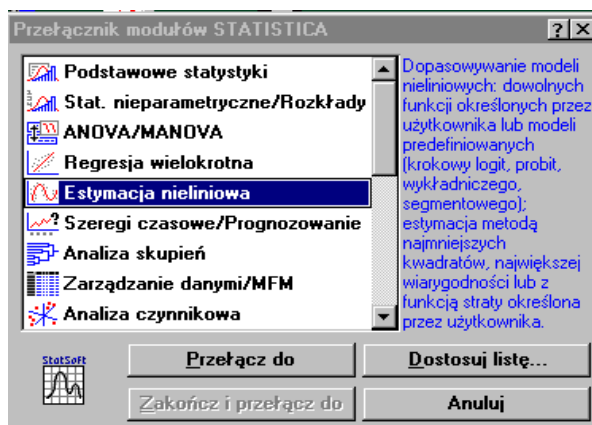 Przełącznik modułów STATISTICA
Podstawowe statystyki
Stat. nieparametryczne/Rozkłady
ANOVA/MANOVA
Regresja wielokrotna
Estymacja nieliniowa
Szeregi czasowe/Prognozowanie
Analiza skupień
Zarządzanie danymi/MFM
Analiza czynnikowa
Dopasowywanie modeli
nieliniowych: dowolnych
funkcji określonych przez
użytkownika lub modeli
predefiniowanych
(krokowy logit, probit,
wykładniczego,
segmentowego);
estymacja metodą
najmniejszych
kwadratów, największej
wiarygodności lub z
funkcją straty określona
przez użytkownika.
StatSoft
Przełącz do
Dostosuj listę...
Zakończ i przełącz do
Anuluj